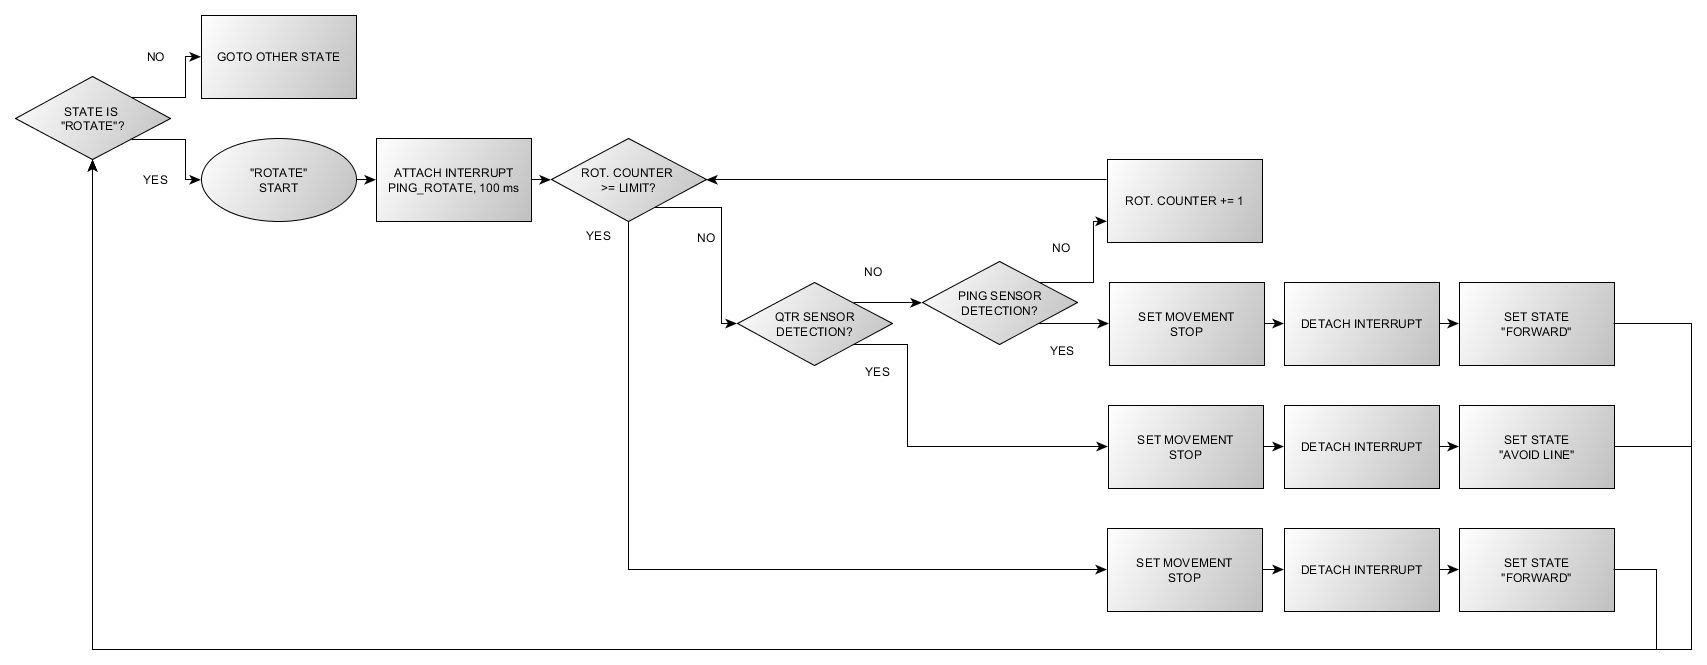 NO
GOTO OTHER STATE
STATE IS
"ROTATE"?
YES
"ROTATE"
START
ATTACH INTERRUPT
PING_ROTATE, 100 ms
ROT. COUNTER
>= LIMIT?
YES
NO
ROT. COUNTER += 1
QTR SENSOR
DETECTION?
NO
YES
PING SENSOR
DETECTION?
NO
YES
SET MOVEMENT
STOP
DETACH INTERRUPT
SET STATE
"FORWARD"
SET MOVEMENT
STOP
DETACH INTERRUPT
SET STATE
"AVOID LINE"
SET MOVEMENT
STOP
DETACH INTERRUPT
SET STATE
"FORWARD"